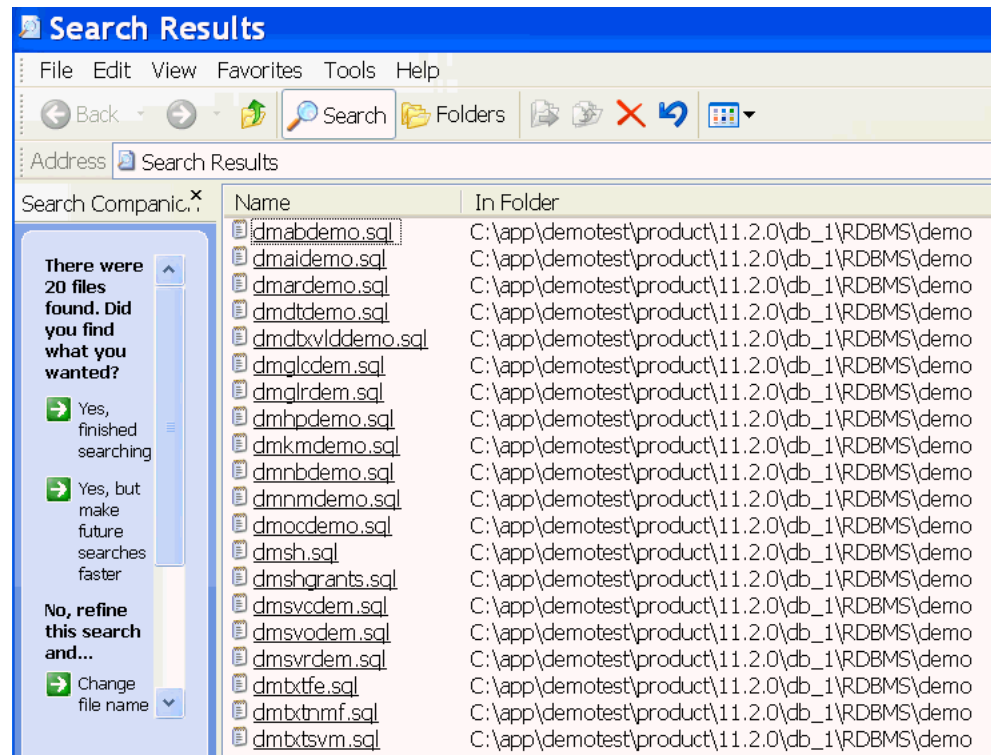 Search Results
File Edit View Favorites Tools Help
Back Search Folders
Address Search Results
Search Companic.
There were
20 files
found. Did
you find
what you
wanted?
Yes,
finished
searching
Yes, but
make
future
searches
faster
No, refine
this search
and...
Change
file name
Name In Folder
dmabdemo.sql C:\app\demotest\product\11.2.0\db_1\RDBMS\demo
dmaidemo.sql C:\app\demotest\product\11.2.0\db_1\RDBMS\demo
dmardemo.sql C:\app\demotest\product\11.2.0\db_1\RDBMS\demo
dmdtdemo.sql C:\app\demotest\product\11.2.0\db_1\RDBMS\demo
dmdtxvlddemo.sql C:\app\demotest\product\11.2.0\db_1\RDBMS\demo
dmglcdem.sql C:\app\demotest\product\11.2.0\db_1\RDBMS\demo
dmglrdem.sql C:\app\demotest\product\11.2.0\db_1\RDBMS\demo
dmhpdemo.sql C:\app\demotest\product\11.2.0\db_1\RDBMS\demo
dmkmdemo.sql C:\app\demotest\product\11.2.0\db_1\RDBMS\demo
dmnbdemo.sql C:\app\demotest\product\11.2.0\db_1\RDBMS\demo
dmnmdemo.sql C:\app\demotest\product\11.2.0\db_1\RDBMS\demo
dmocdemo.sql C:\app\demotest\product\11.2.0\db_1\RDBMS\demo
dmsh.sql C:\app\demotest\product\11.2.0\db_1\RDBMS\demo
dmshgrants.sql C:\app\demotest\product\11.2.0\db_1\RDBMS\demo
dmsvcdem.sql C:\app\demotest\product\11.2.0\db_1\RDBMS\demo
dmsvodem.sql C:\app\demotest\product\11.2.0\db_1\RDBMS\demo
dmsvrdem.sql C:\app\demotest\product\11.2.0\db_1\RDBMS\demo
dmtxtfe.sql C:\app\demotest\product\11.2.0\db_1\RDBMS\demo
dmtxtnmf.sql C:\app\demotest\product\11.2.0\db_1\RDBMS\demo
dmtxtsvm.sql C:\app\demotest\product\11.2.0\db_1\RDBMS\demo